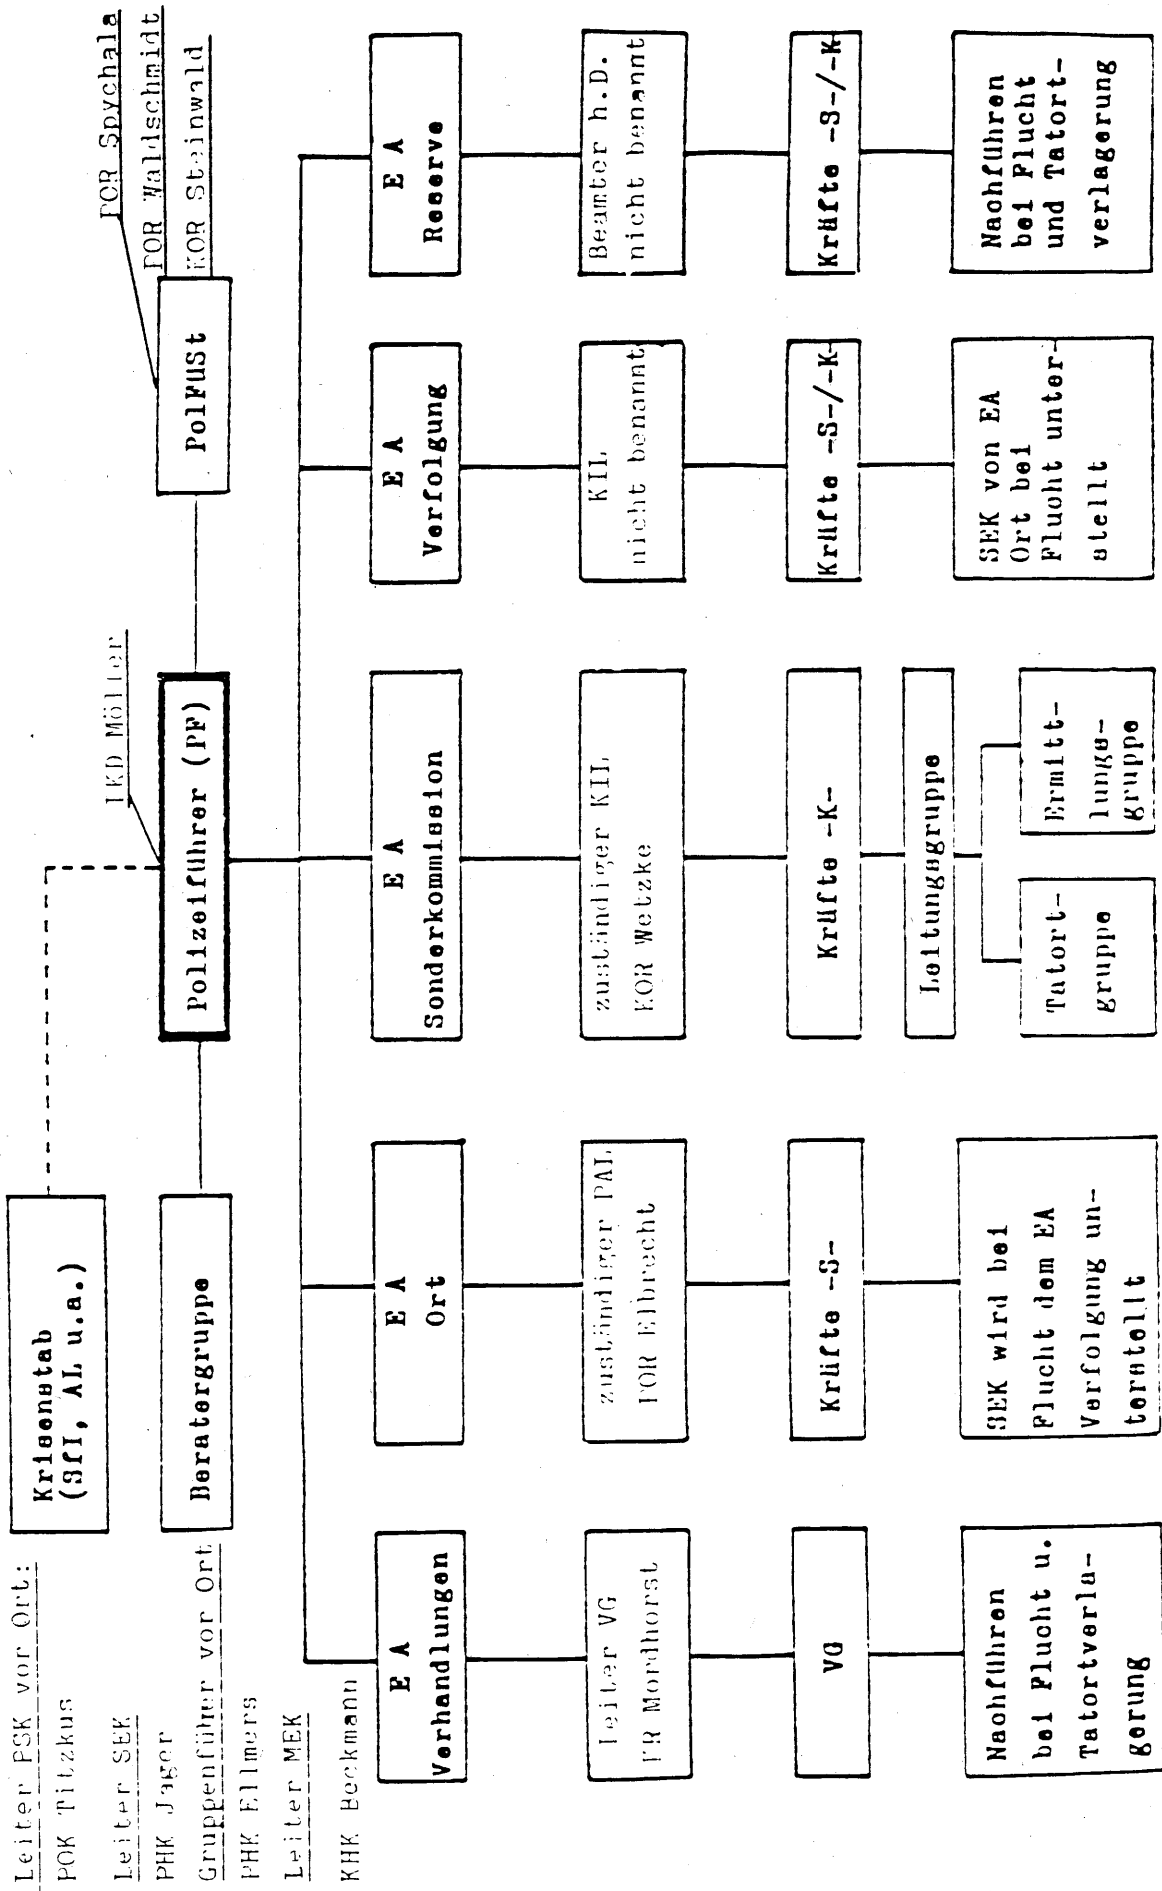 Leiter PSK vor Ort:
POK Titzkus
Leiter SEK
PHK Jager
Gruppenführer vor Ort
PHK Ellmers
Leiter MEK
KHK Beckmann
Krisenstab
(SfI, AL u.a.)
Beratergruppe
LKD Möller
Polizeiführer (PF)
PolFüSt
POR Spychala
POR Waldschmidt
KOR Steinwald
E A
Verhandlungen
Leiter VG
PR Mordhorst
VG
Nachführen
bei Flucht u.
Tatortverla-
gerung
E A
Ort
zuständiger PAL
POR Elbrecht
Kräfte -S-
SEK wird bei
Flucht dem EA
Verfolgung un-
terstellt
E A
Sonderkommission
zuständiger KIL
KOR Wetzke
Kräfte -K-
Leitungsgruppe
Tatort-
gruppe
Ermitt-
lungs-
gruppe
E A
Verfolgung
KIL
nicht benannt
Kräfte -S-/-K-
SEK von EA
Ort bei
Flucht unter-
stellt
E A
Reserve
Beamter h.D.
nicht benannt
Kräfte -S-/-K-
Nachführen
bei Flucht
und Tatort-
verlagerung